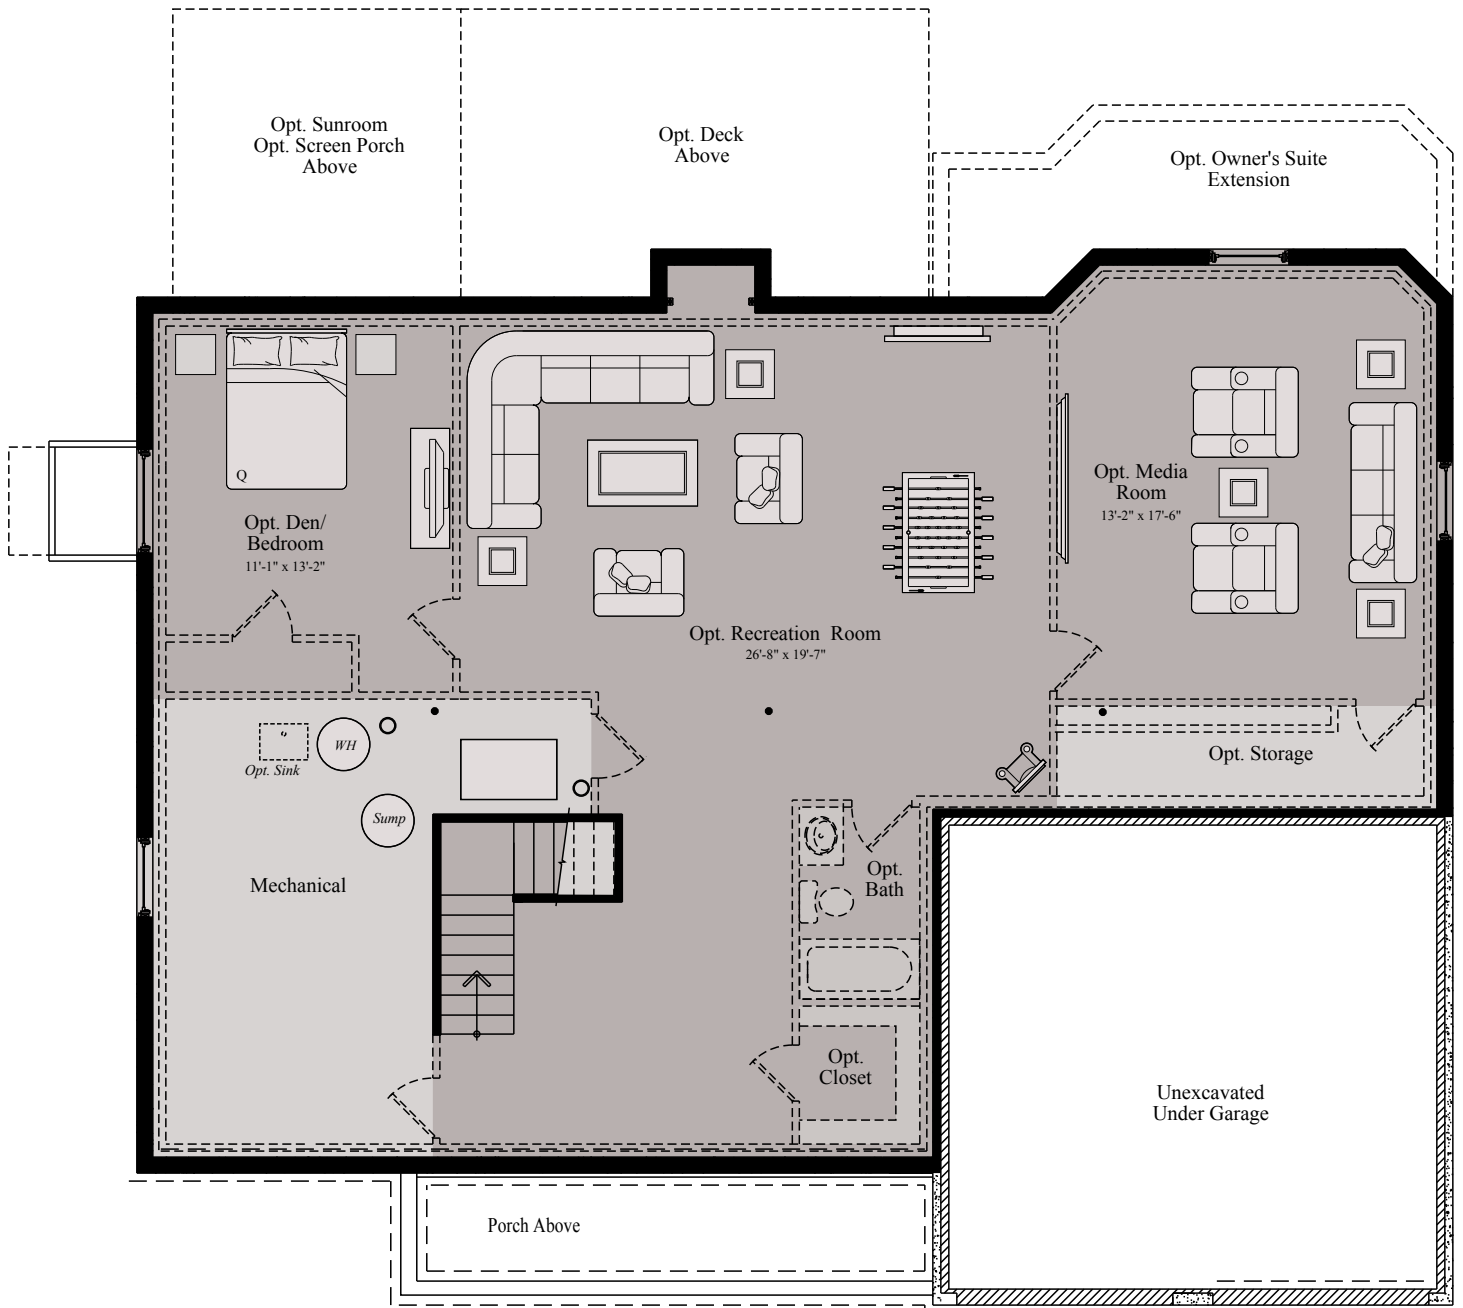 Opt. Sunroom
Opt. Screen Porch
Above
Opt. Deck
Above
Opt. Owner's Suite
Extension
Q
Opt. Den/
Bedroom
11'-1" x 13'-2"
Opt. Media
Room
13'-2" x 17'-6"
Opt. Recreation Room
26'-8" x 19'-7"
WH
Opt. Sink
Opt. Storage
Sump
Mechanical
Opt.
Bath
Opt.
Closet
Unexcavated
Under Garage
Porch Above